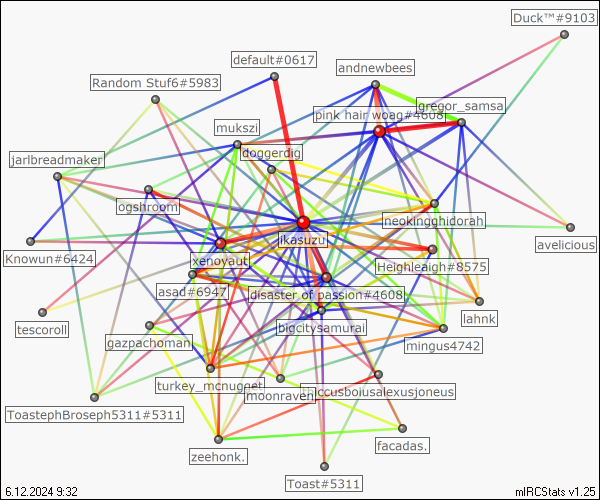 Duck™#9103
default#0617
andnewbees
Random Stuf6#5983
gregor_samsa
pink hair woag#4608
mukszi
doggerdig
jarlbreadmaker
ogshroom
neokingghidorah
avelicious
ikasuzu
Knowun#6424
xenoyaut
Heighleaigh#8575
asad#6947
disaster of passion#4608
lahnk
tescoroll
bigcitysamurai
gazpachoman
mingus4742
turkey_mcnugget
moonraven
ToastephBroseph5311#5311
facadas.
zeehonk.
Toast#5311
6.12.2024 9:32
mIRCStats v1.25